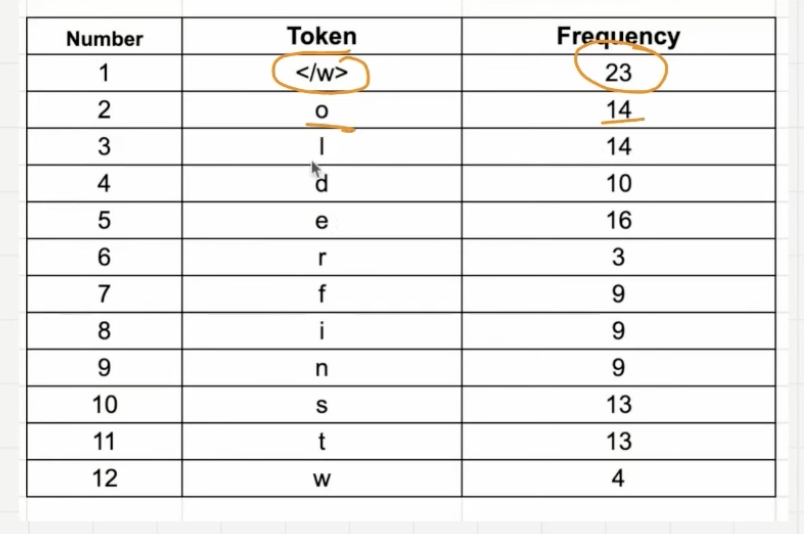 Number Token Frequency
1 </w> 23
2 o 14
3 l 14
4 d 10
5 e 16
6 r 3
7 f 9
8 i 9
9 n 9
10 s 13
11 t 13
12 w 4